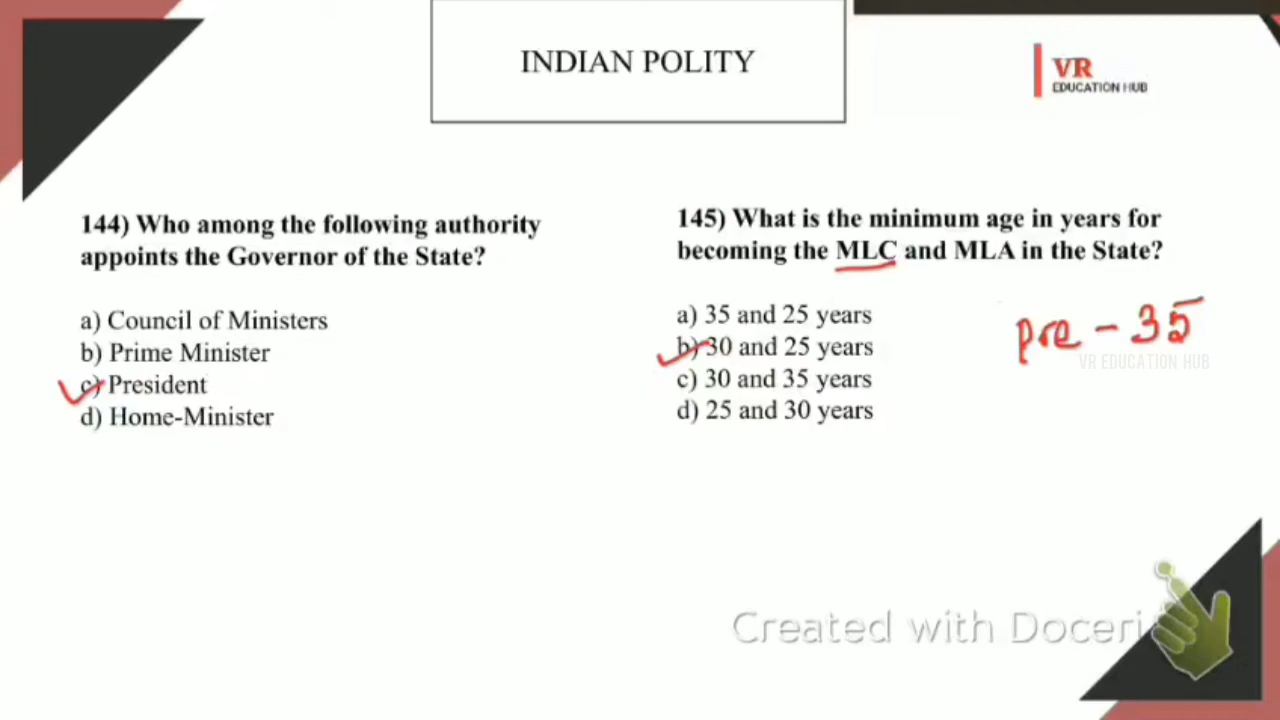 INDIAN POLITY
VR
EDUCATION HUB
144) Who among the following authority
appoints the Governor of the State?
a) Council of Ministers
b) Prime Minister
c) President
d) Home-Minister
145) What is the minimum age in years for
becoming the MLC and MLA in the State?
a) 35 and 25 years
b) 30 and 25 years
c) 30 and 35 years
d) 25 and 30 years
pre - 35
VR EDUCATION HUB
Created with Doceri